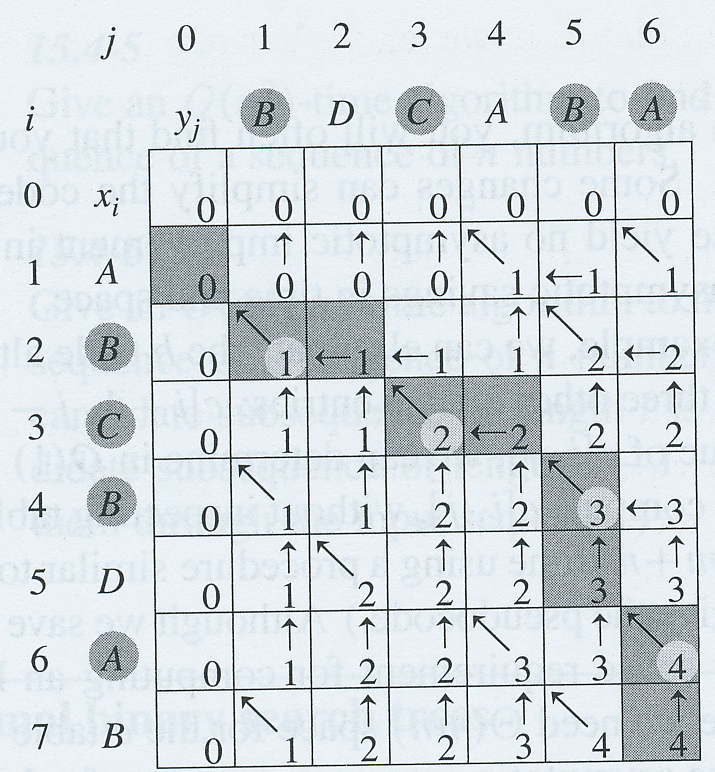 j 0 1 2 3 4 5 6
i yj B D C A B A
0 xi 0 0 0 0 0 0 0
1 A 0 0 0 0 1 1 1
2 B 0 1 1 1 1 2 2
3 C 0 1 1 2 2 2 2
4 B 0 1 1 2 2 3 3
5 D 0 1 2 2 2 3 3
6 A 0 1 2 2 3 3 4
7 B 0 1 2 2 3 4 4